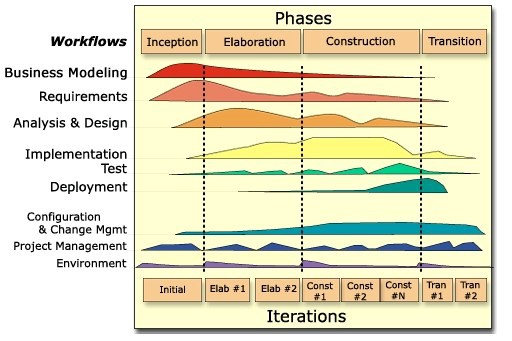 Phases
Workflows
Inception
Elaboration
Construction
Transition
Business Modeling
Requirements
Analysis & Design
Implementation
Test
Deployment
Configuration
& Change Mgmt
Project Management
Environment
Initial
Elab #1
Elab #2
Const
#1
Const
#2
Const
#N
Tran
#1
Tran
#2
Iterations